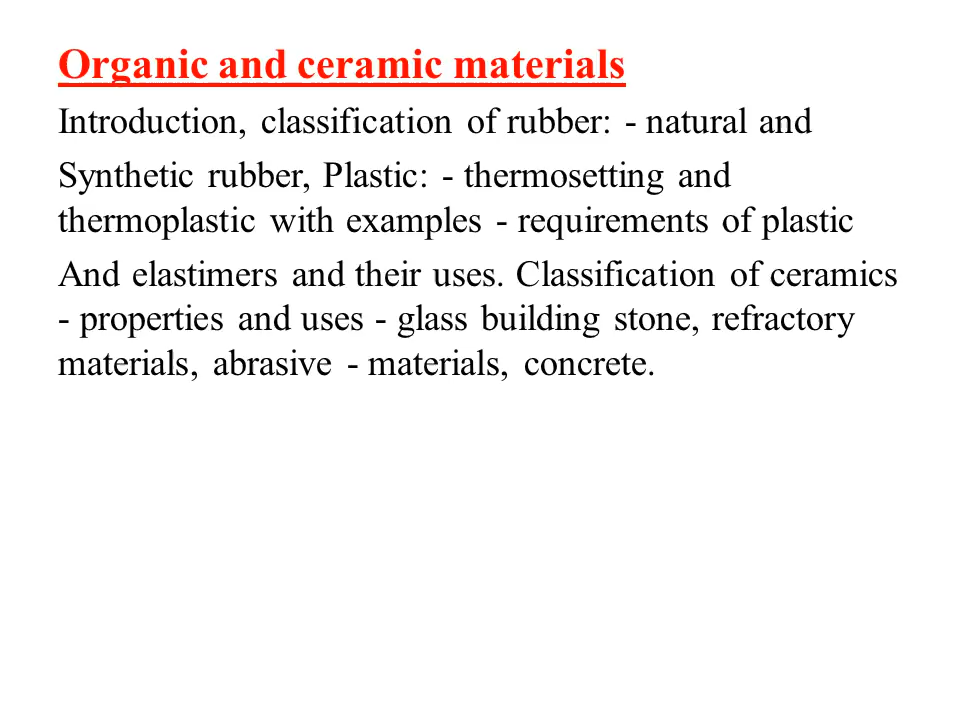 Organic and ceramic materials
Introduction, classification of rubber: - natural and
Synthetic rubber, Plastic: - thermosetting and
thermoplastic with examples - requirements of plastic
And elastimers and their uses. Classification of ceramics
- properties and uses - glass building stone, refractory
materials, abrasive - materials, concrete.